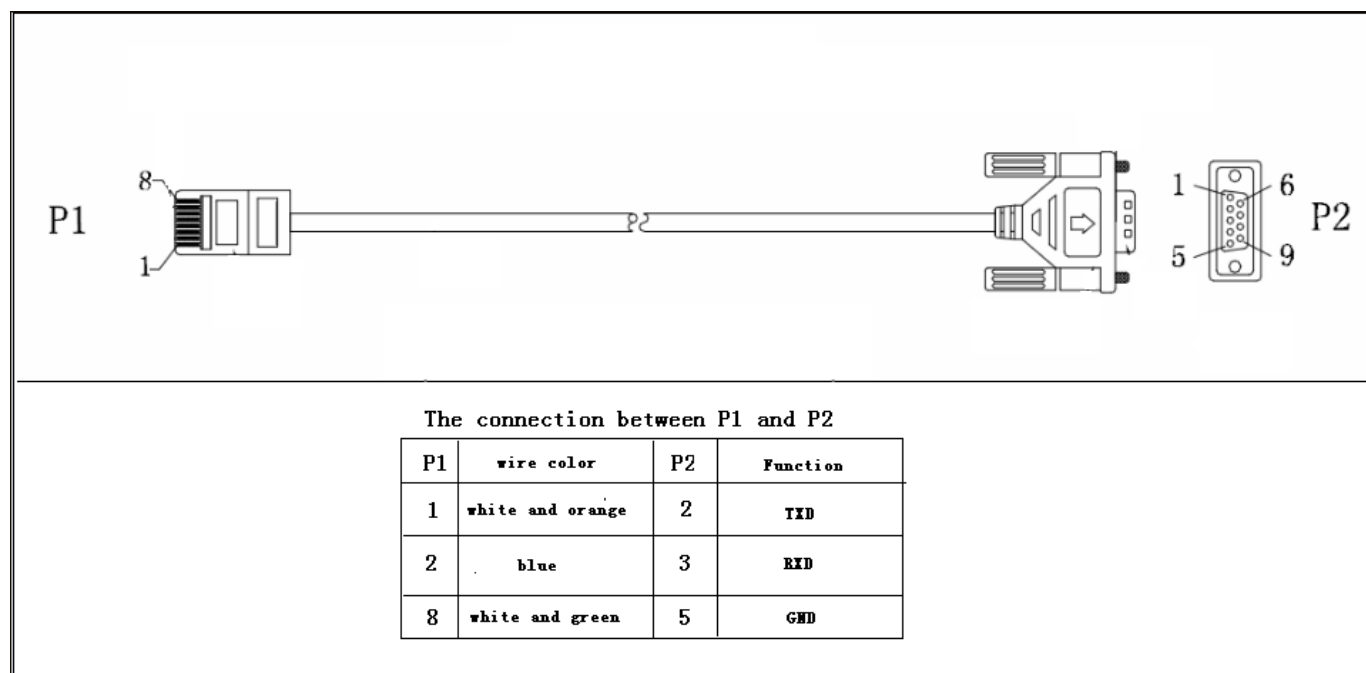 8
1
P1
1
6
5
9
P2
The connection between P1 and P2
P1 wire color P2 Function
1 white and orange 2 TXD
2 blue 3 RXD
8 white and green 5 GND